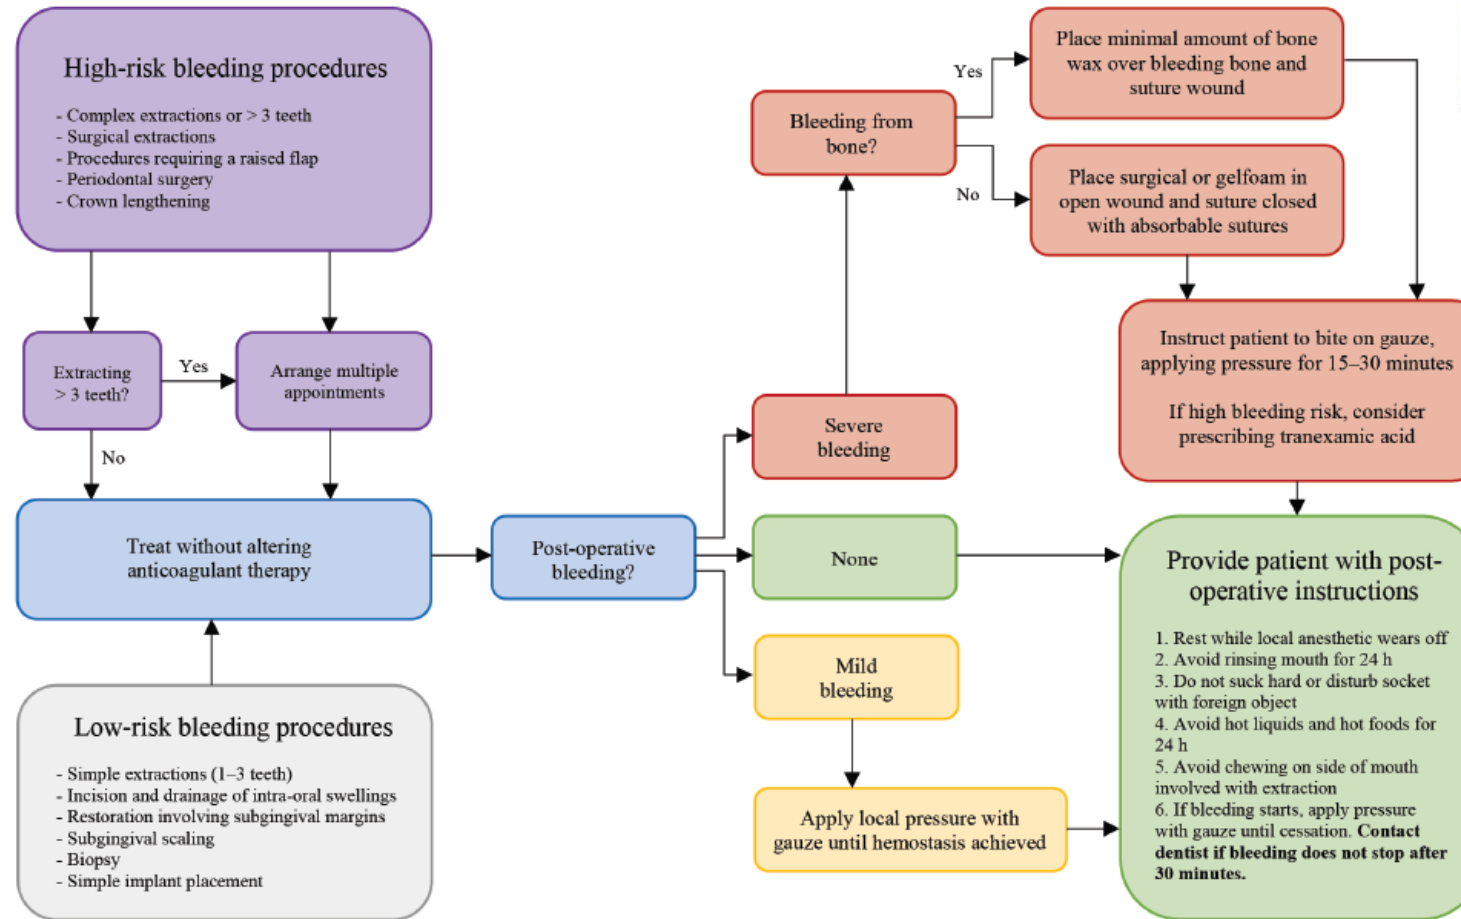 High-risk bleeding procedures
- Complex extractions or > 3 teeth
- Surgical extractions
- Procedures requiring a raised flap
- Periodontal surgery
- Crown lengthening
Extracting
> 3 teeth?
Yes
Arrange multiple
appointments
No
Treat without altering
anticoagulant therapy
Low-risk bleeding procedures
- Simple extractions (1–3 teeth)
- Incision and drainage of intra-oral swellings
- Restoration involving subgingival margins
- Subgingival scaling
- Biopsy
- Simple implant placement
Post-operative
bleeding?
Severe
bleeding
None
Mild
bleeding
Apply local pressure with
gauze until hemostasis achieved
Bleeding from
bone?
Yes
No
Place minimal amount of bone
wax over bleeding bone and
suture wound
Place surgical or gelfoam in
open wound and suture closed
with absorbable sutures
Instruct patient to bite on gauze,
applying pressure for 15–30 minutes
If high bleeding risk, consider
prescribing tranexamic acid
Provide patient with post-
operative instructions
1. Rest while local anesthetic wears off
2. Avoid rinsing mouth for 24 h
3. Do not suck hard or disturb socket
with foreign object
4. Avoid hot liquids and hot foods for
24 h
5. Avoid chewing on side of mouth
involved with extraction
6. If bleeding starts, apply pressure
with gauze until cessation. Contact
dentist if bleeding does not stop after
30 minutes.